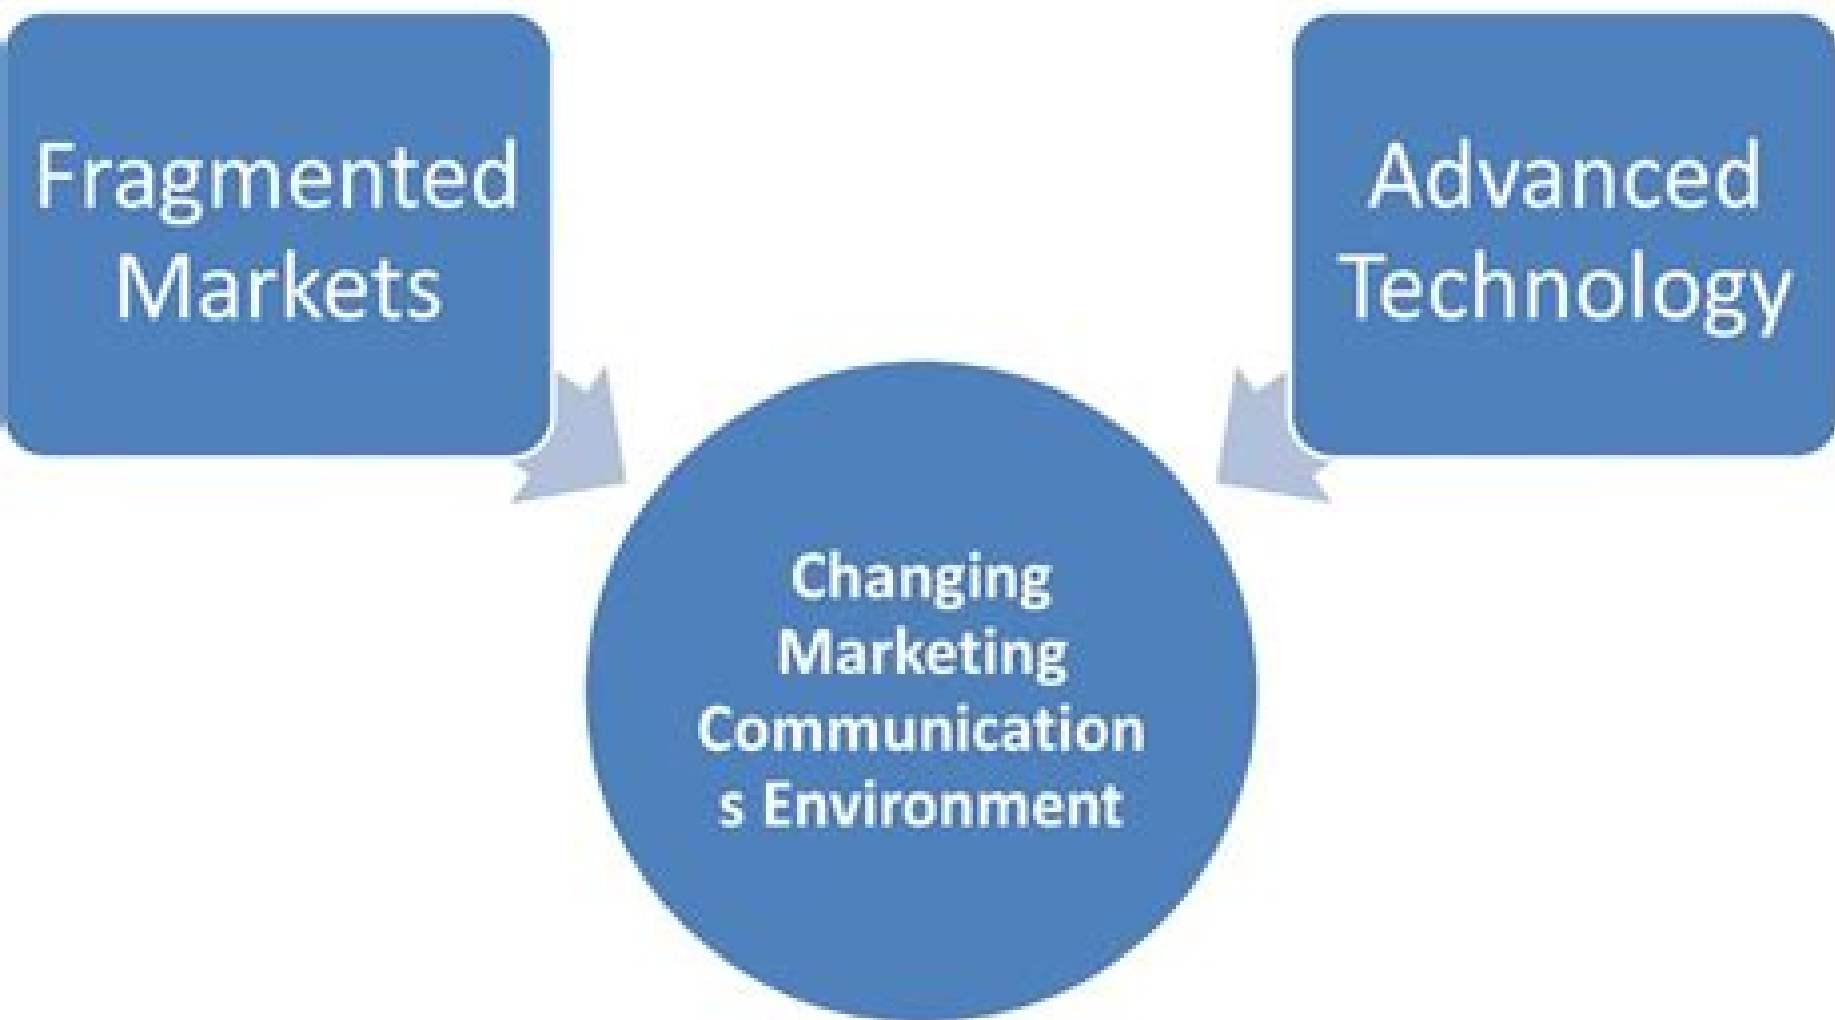 Fragmented
Markets
Advanced
Technology
Changing
Marketing
Communication
s Environment